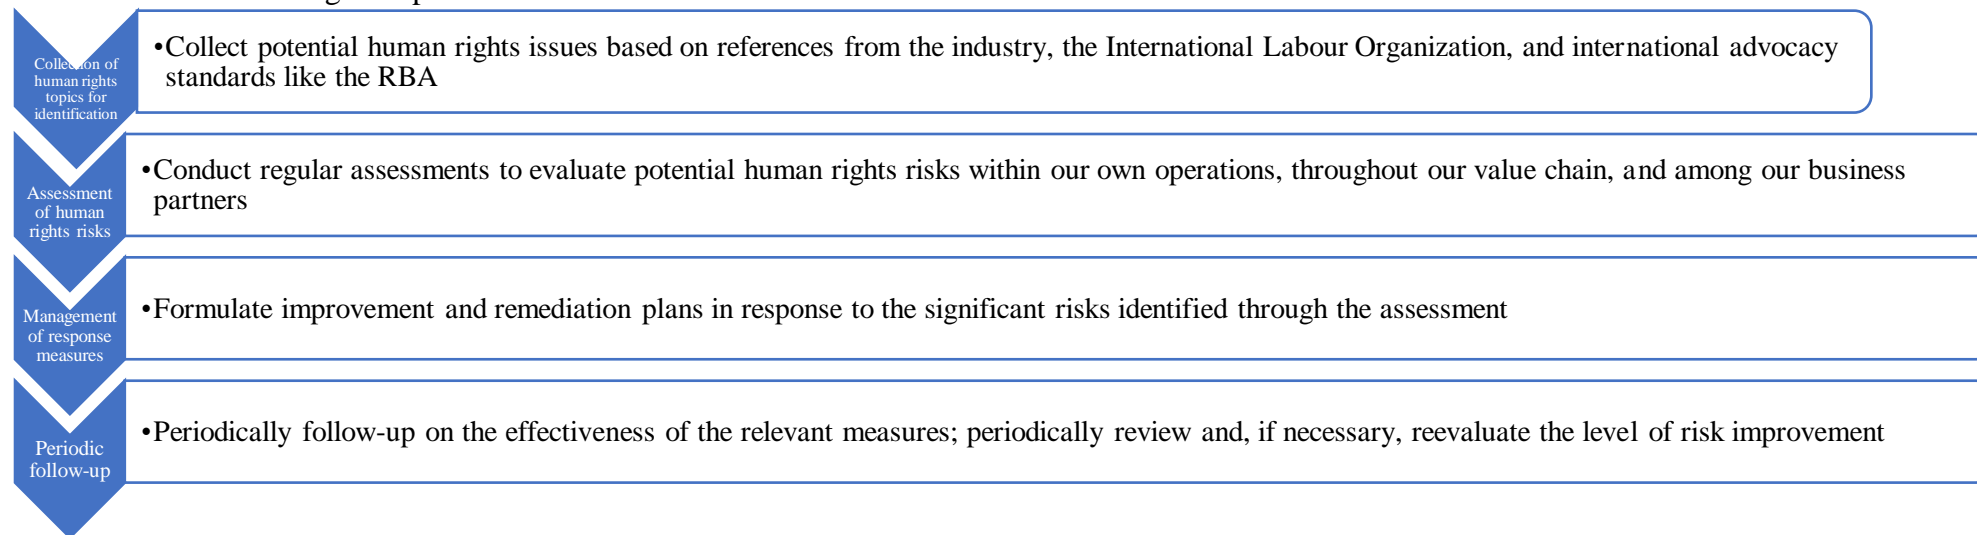 Collection of
human rights
topics for
identification
•Collect potential human rights issues based on references from the industry, the International Labour Organization, and international advocacy
standards like the RBA
Assessment
of human
rights risks
•Conduct regular assessments to evaluate potential human rights risks within our own operations, throughout our value chain, and among our business
partners
Management
of response
measures
•Formulate improvement and remediation plans in response to the significant risks identified through the assessment
Periodic
follow-up
•Periodically follow-up on the effectiveness of the relevant measures; periodically review and, if necessary, reevaluate the level of risk improvement